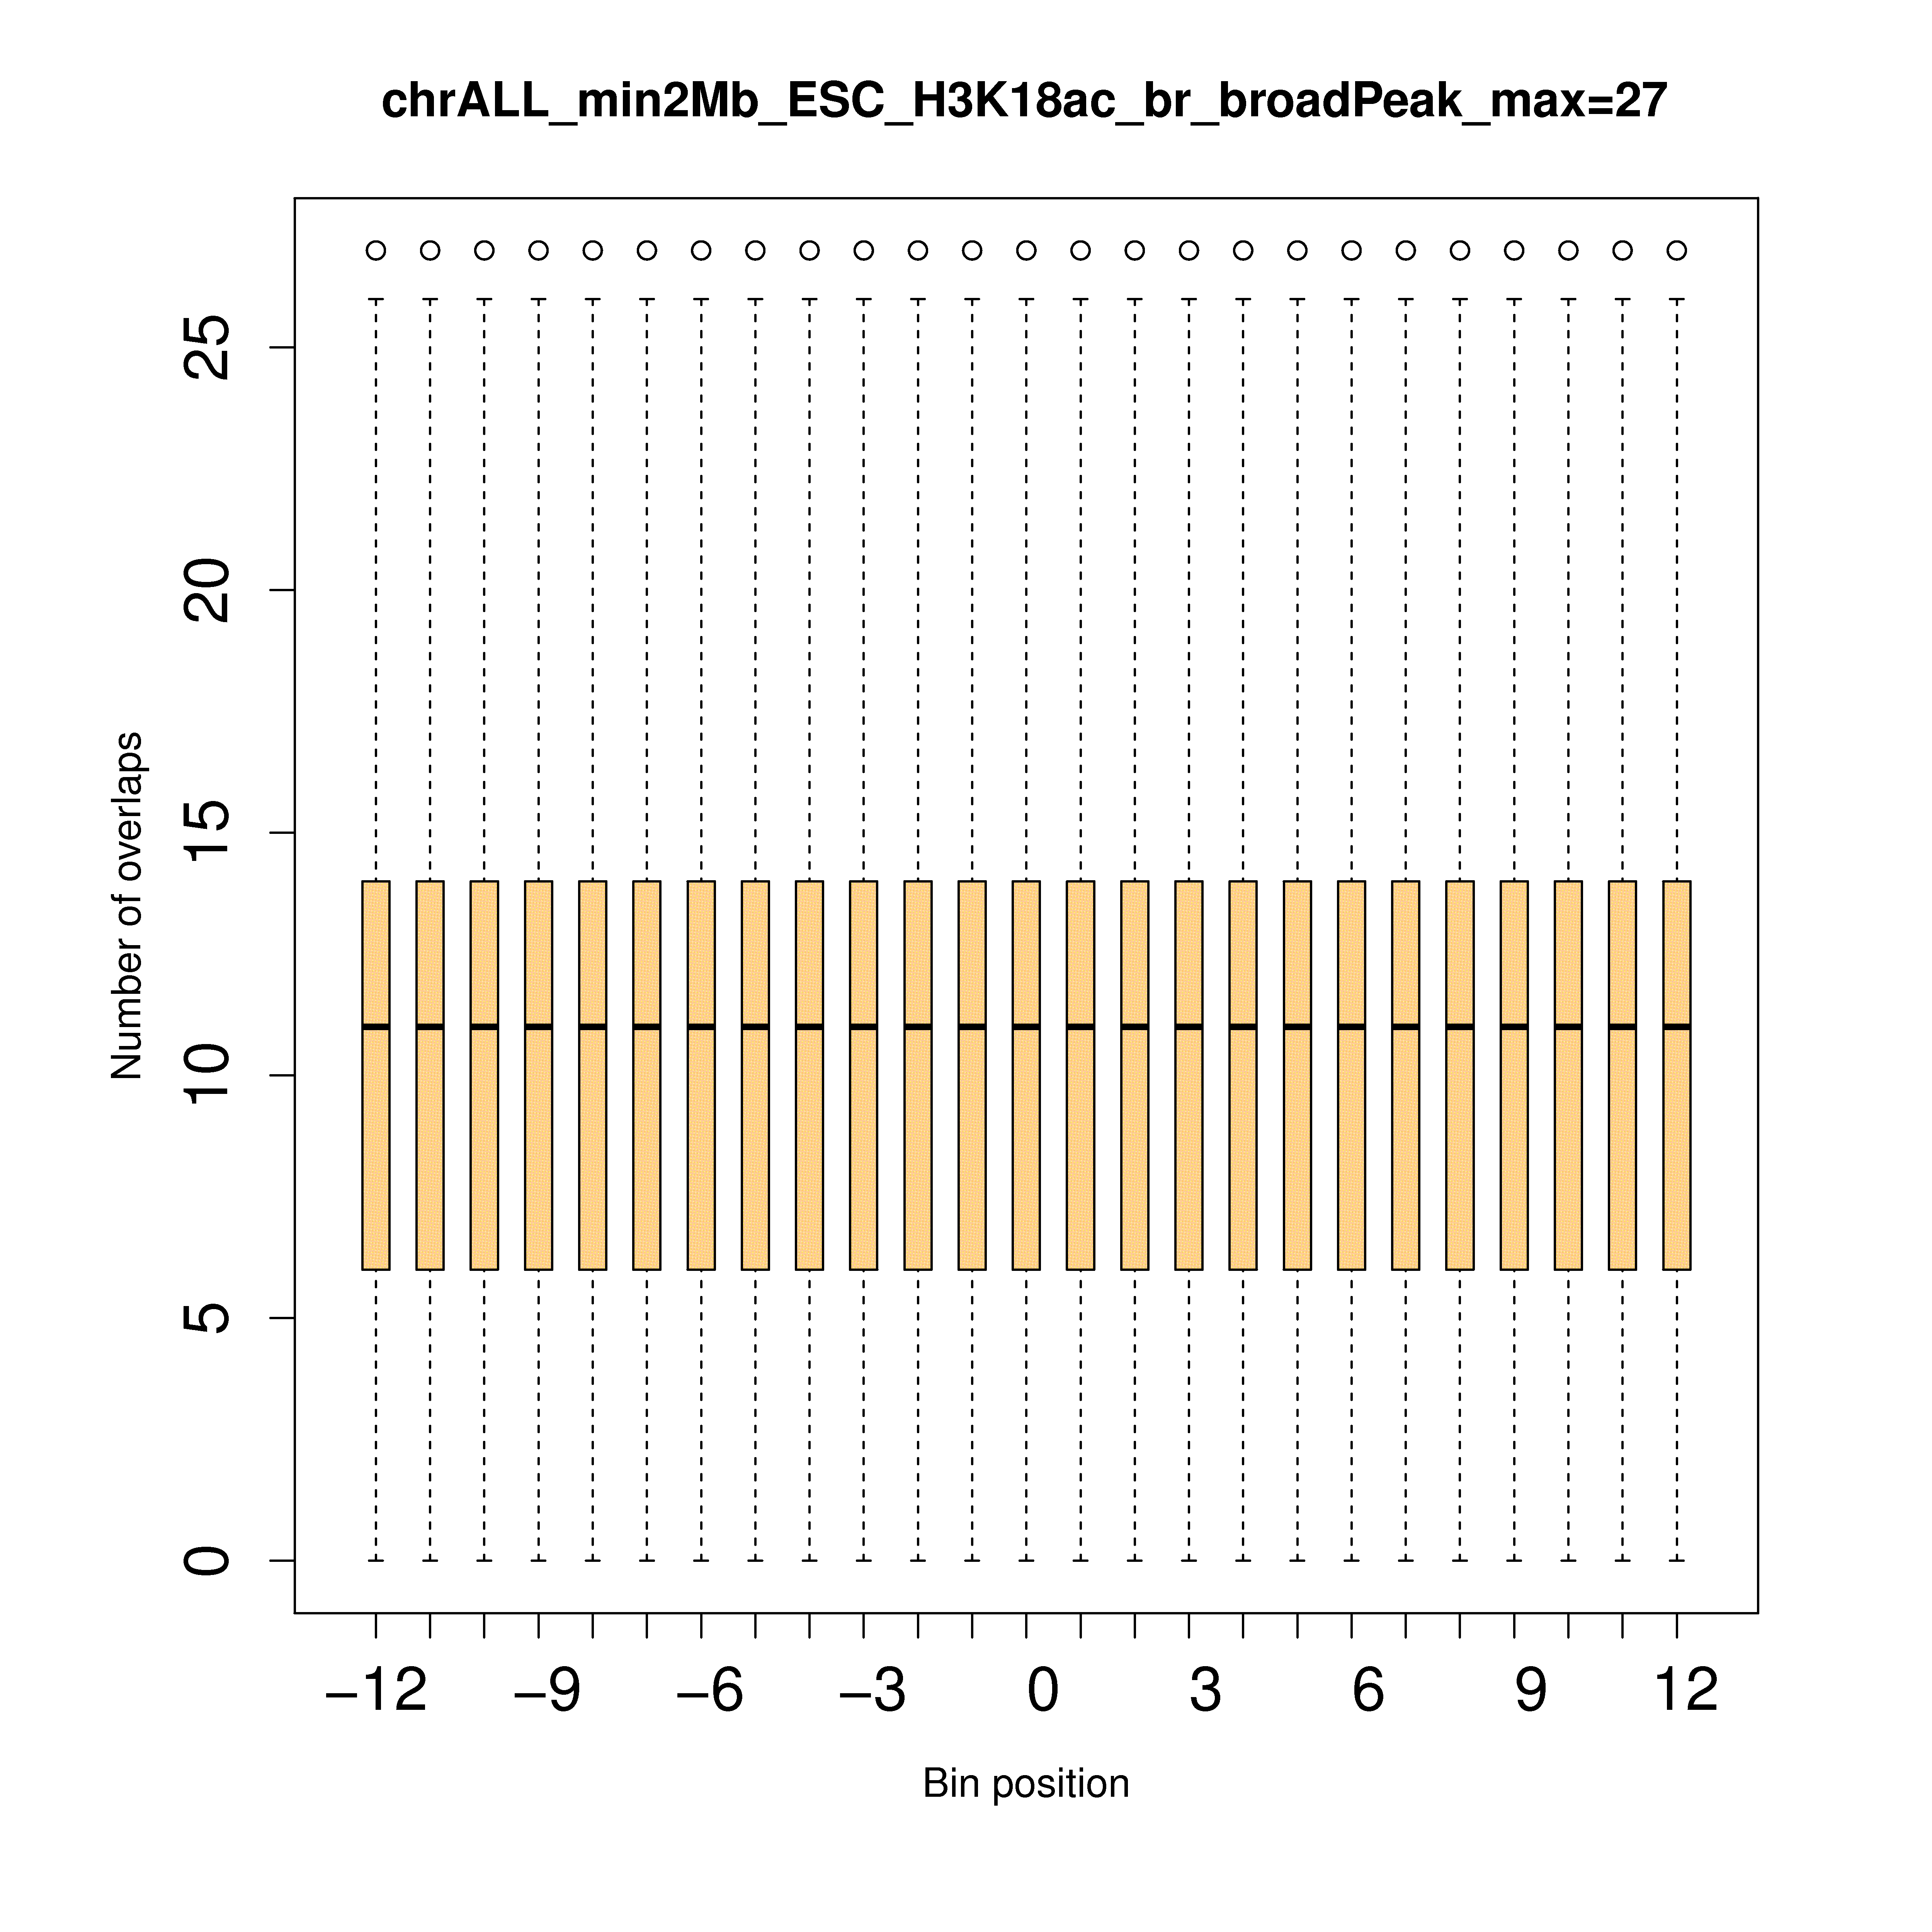 chrALL_min2Mb_ESC_H3K18ac_br_broadPeak_max=27
Number of overlaps
25
20
15
10
5
0
−12 −9 −6 −3 0 3 6 9 12
Bin position